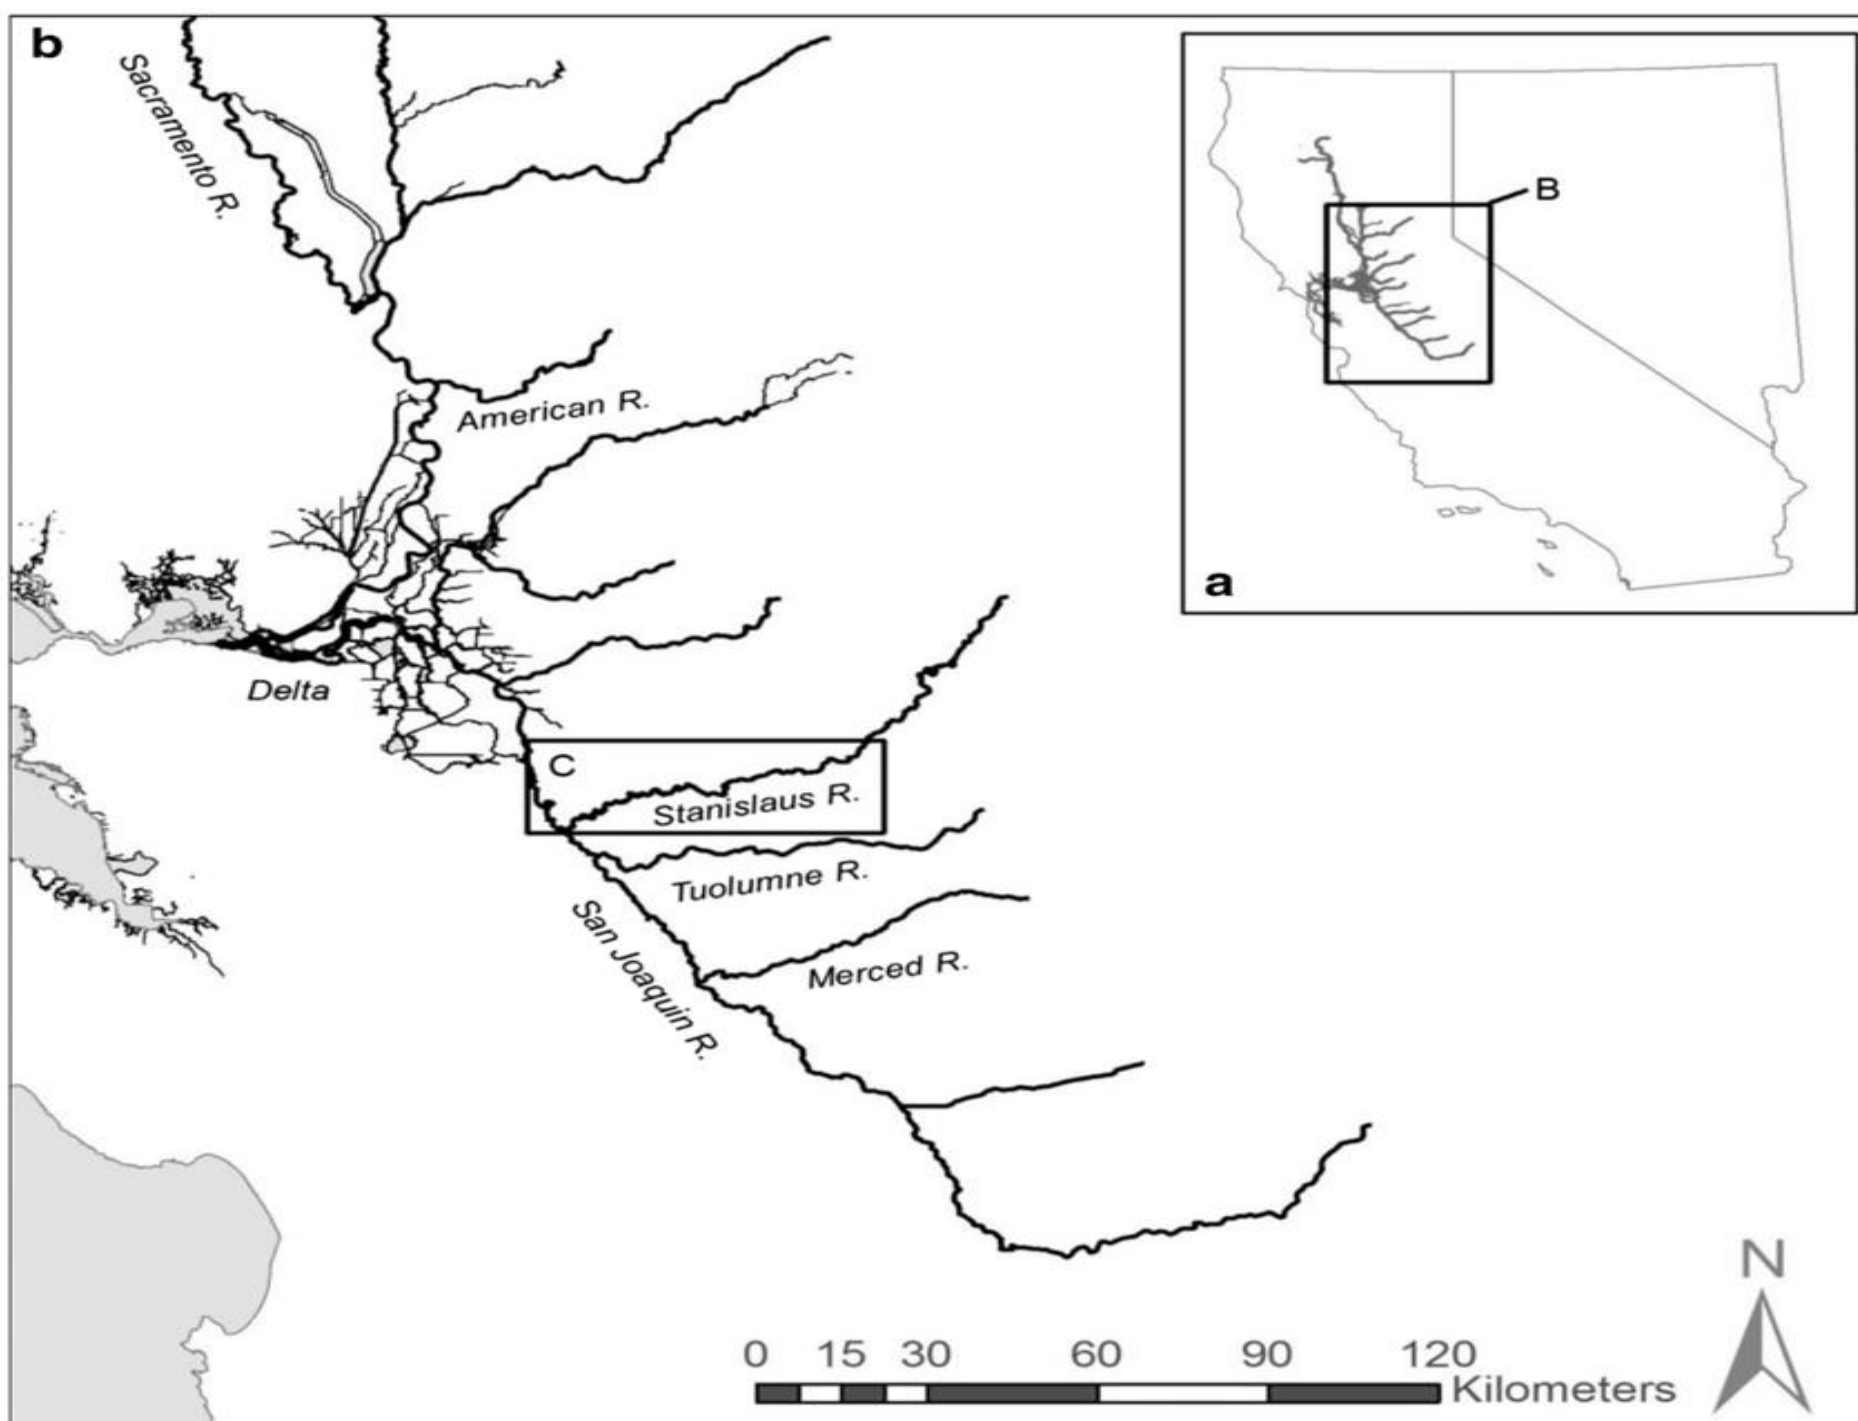 b
Sacramento R.
B
a
American R.
Delta
C
Stanislaus R.
Tuolumne R.
San Joaquin R.
Merced R.
N
0 15 30 60 90 120
Kilometers